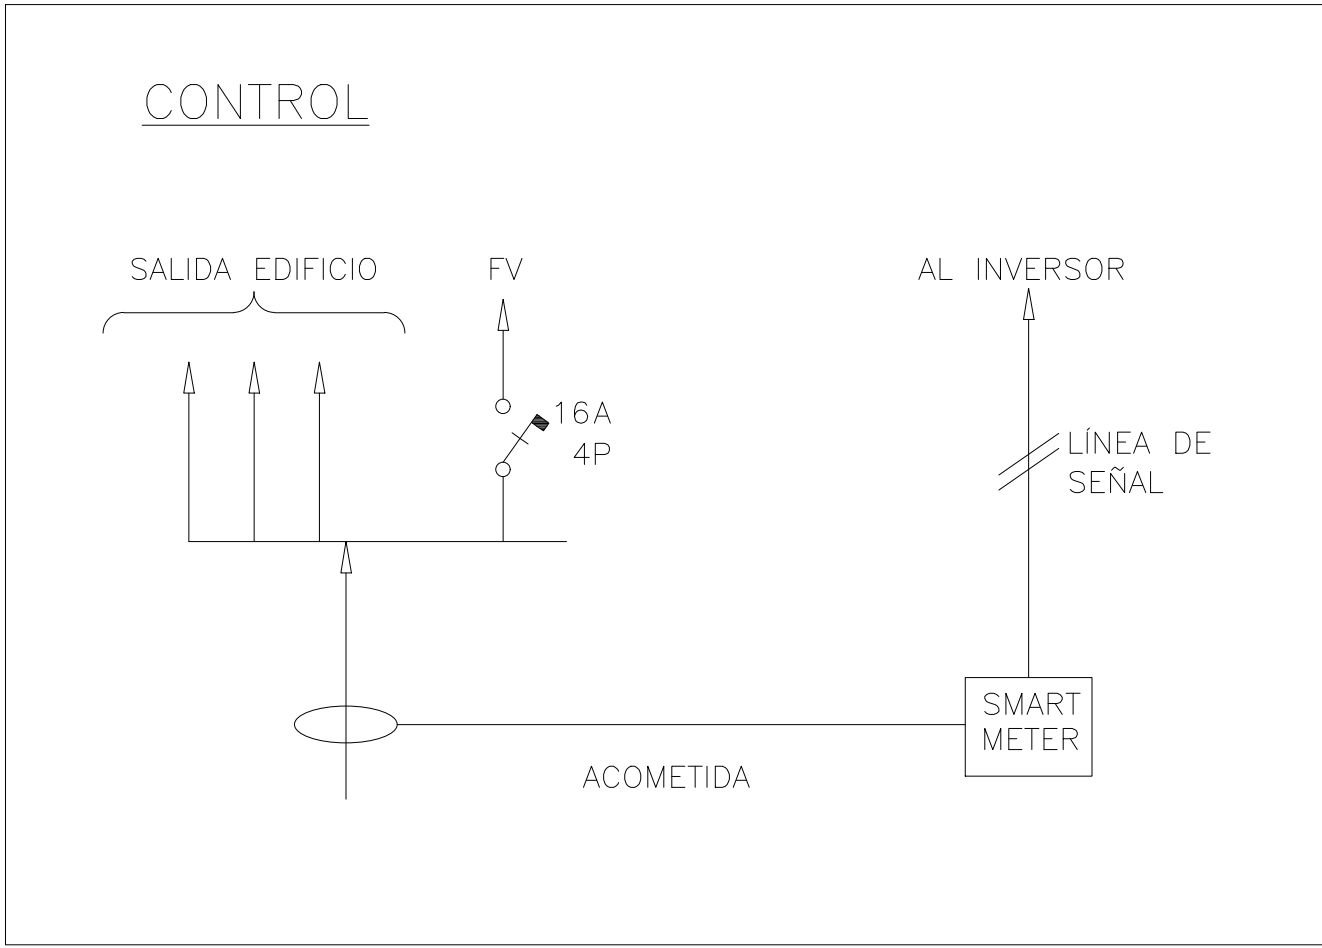 CONTROL
SALIDA EDIFICIO
FV
AL INVERSOR
16A
4P
LÍNEA DE
SEÑAL
SMART
METER
ACOMETIDA